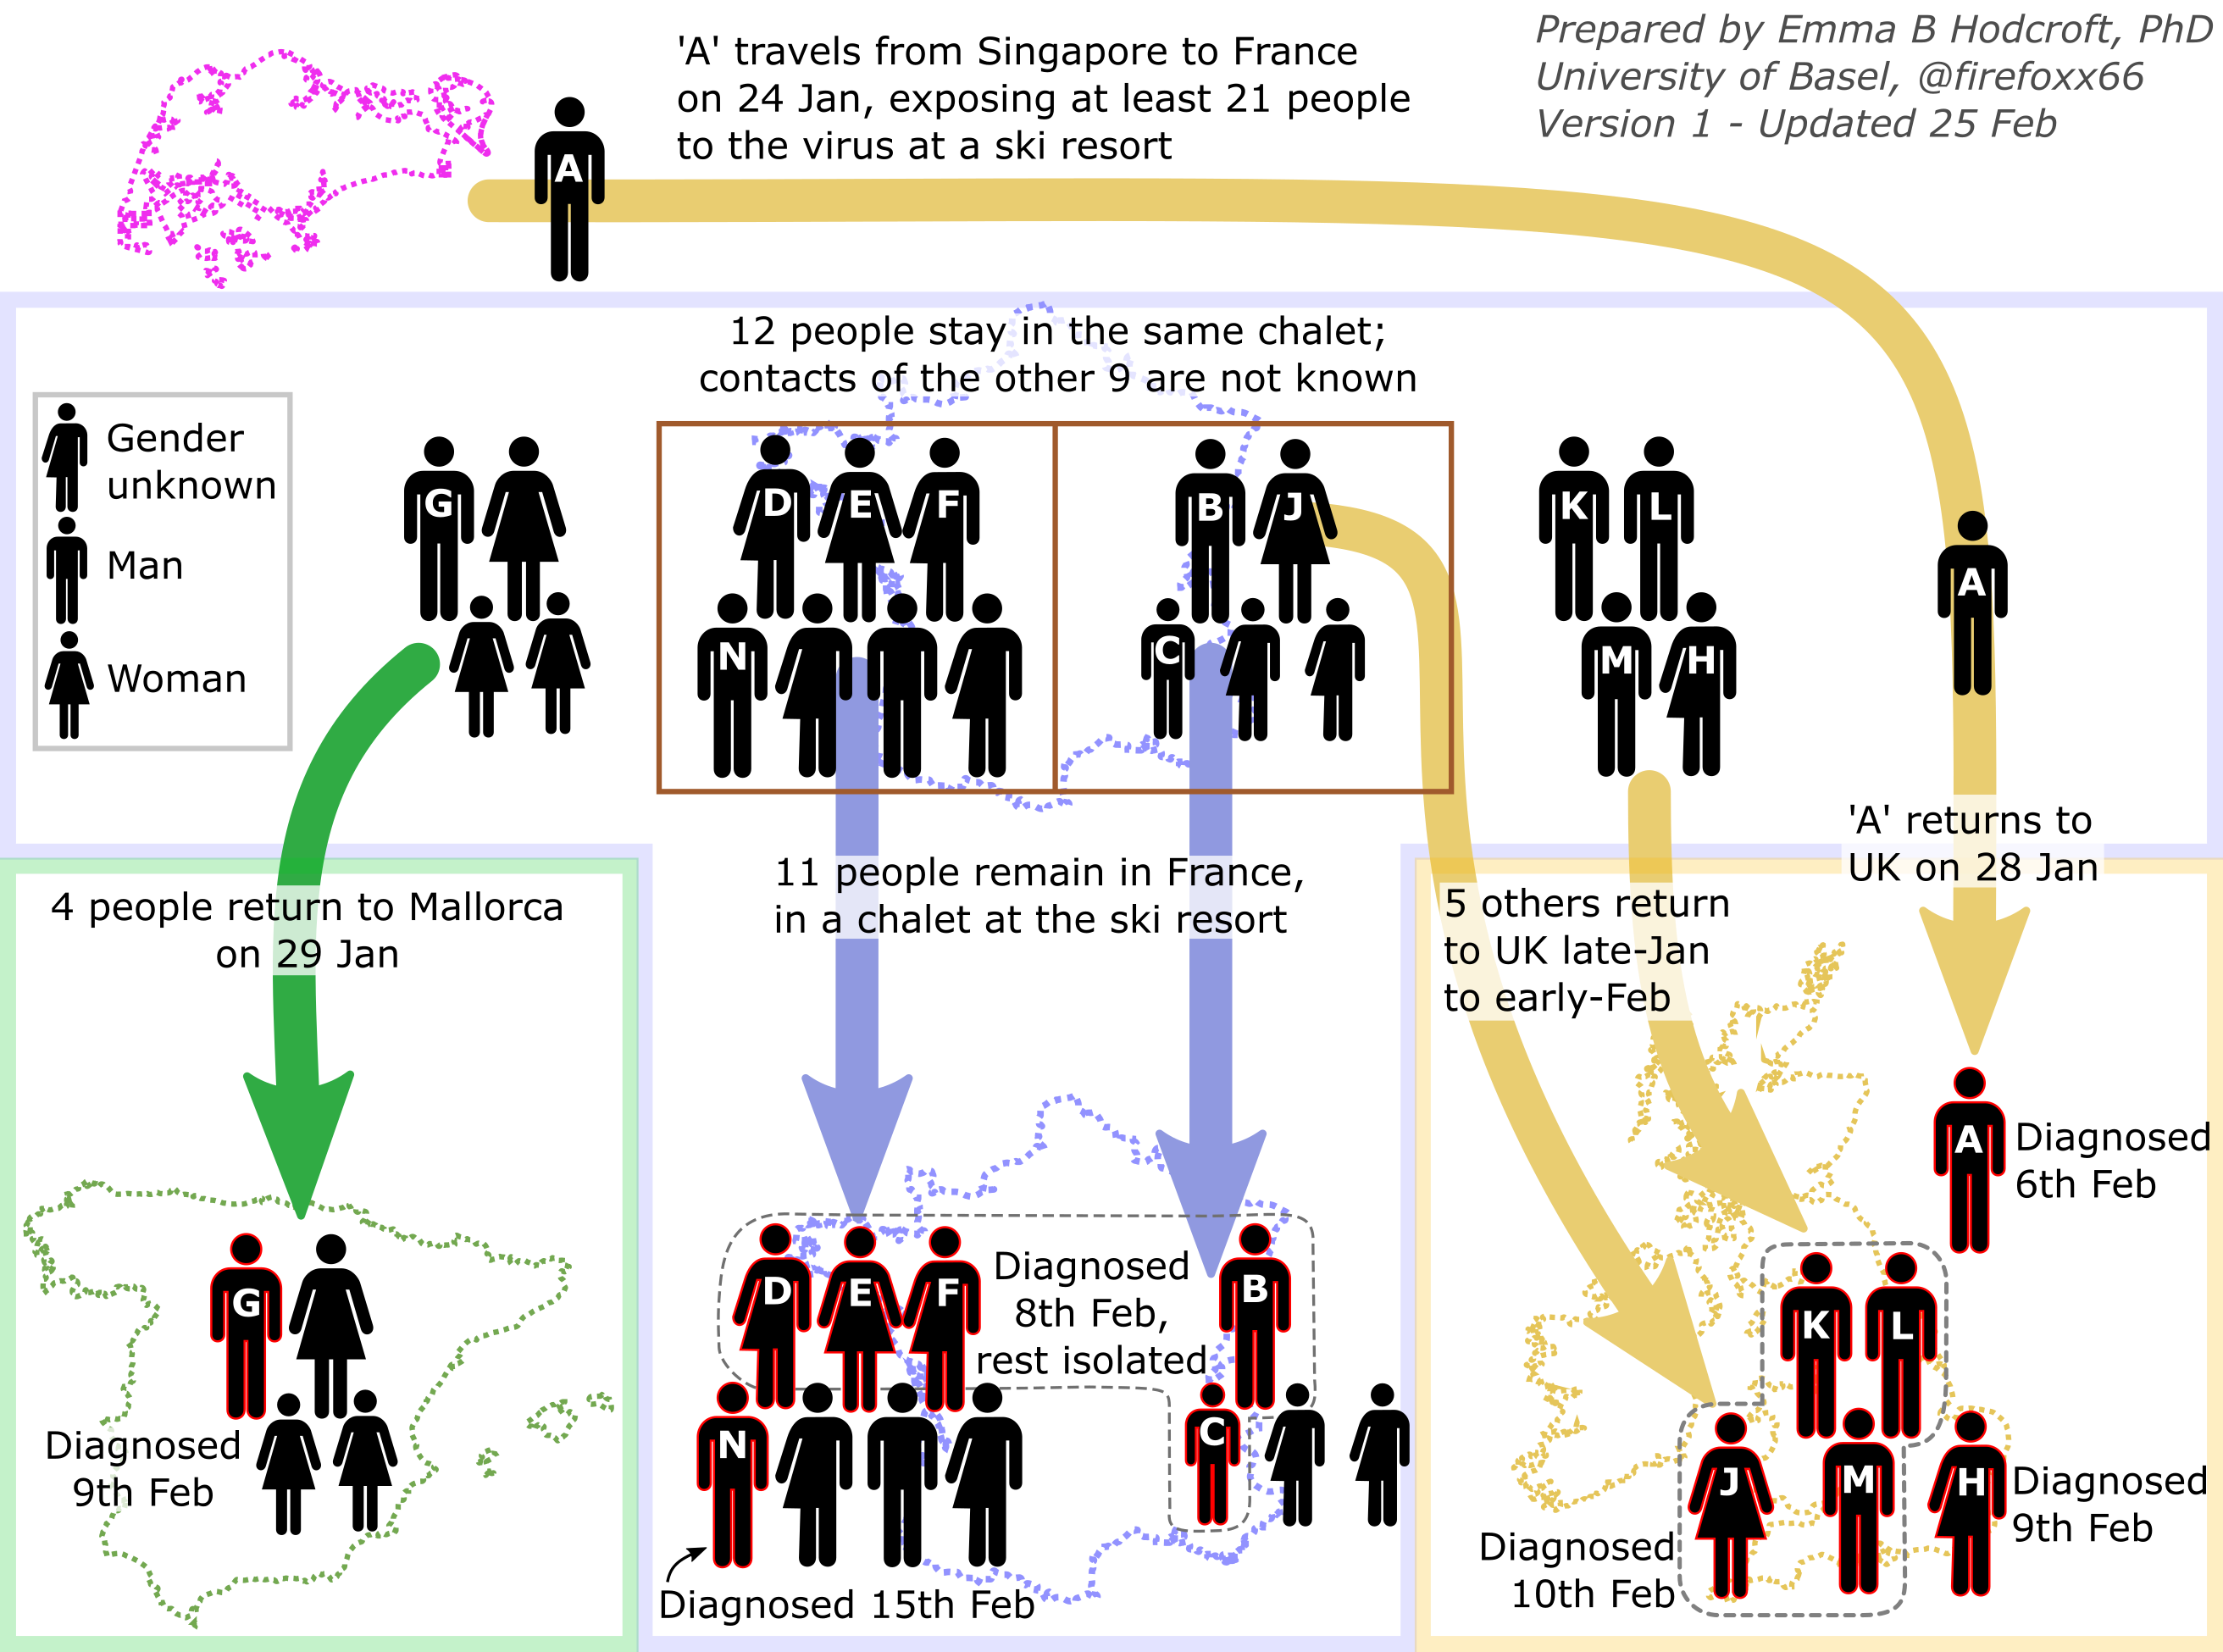 'A' travels from Singapore to France
on 24 Jan, exposing at least 21 people
to the virus at a ski resort
Prepared by Emma B Hodcroft, PhD
University of Basel, @firefoxx66
Version 1 - Updated 25 Feb
A
12 people stay in the same chalet;
contacts of the other 9 are not known
Gender
unknown
Man
Woman
G
D E F
N
B J
C
K L
M H
A
'A' returns to
UK on 28 Jan
4 people return to Mallorca
on 29 Jan
11 people remain in France,
in a chalet at the ski resort
5 others return
to UK late-Jan
to early-Feb
G
Diagnosed
9th Feb
D E F
Diagnosed
8th Feb,
rest isolated
B
N
C
Diagnosed 15th Feb
A
Diagnosed
6th Feb
K L
J M H
Diagnosed
9th Feb
Diagnosed
10th Feb